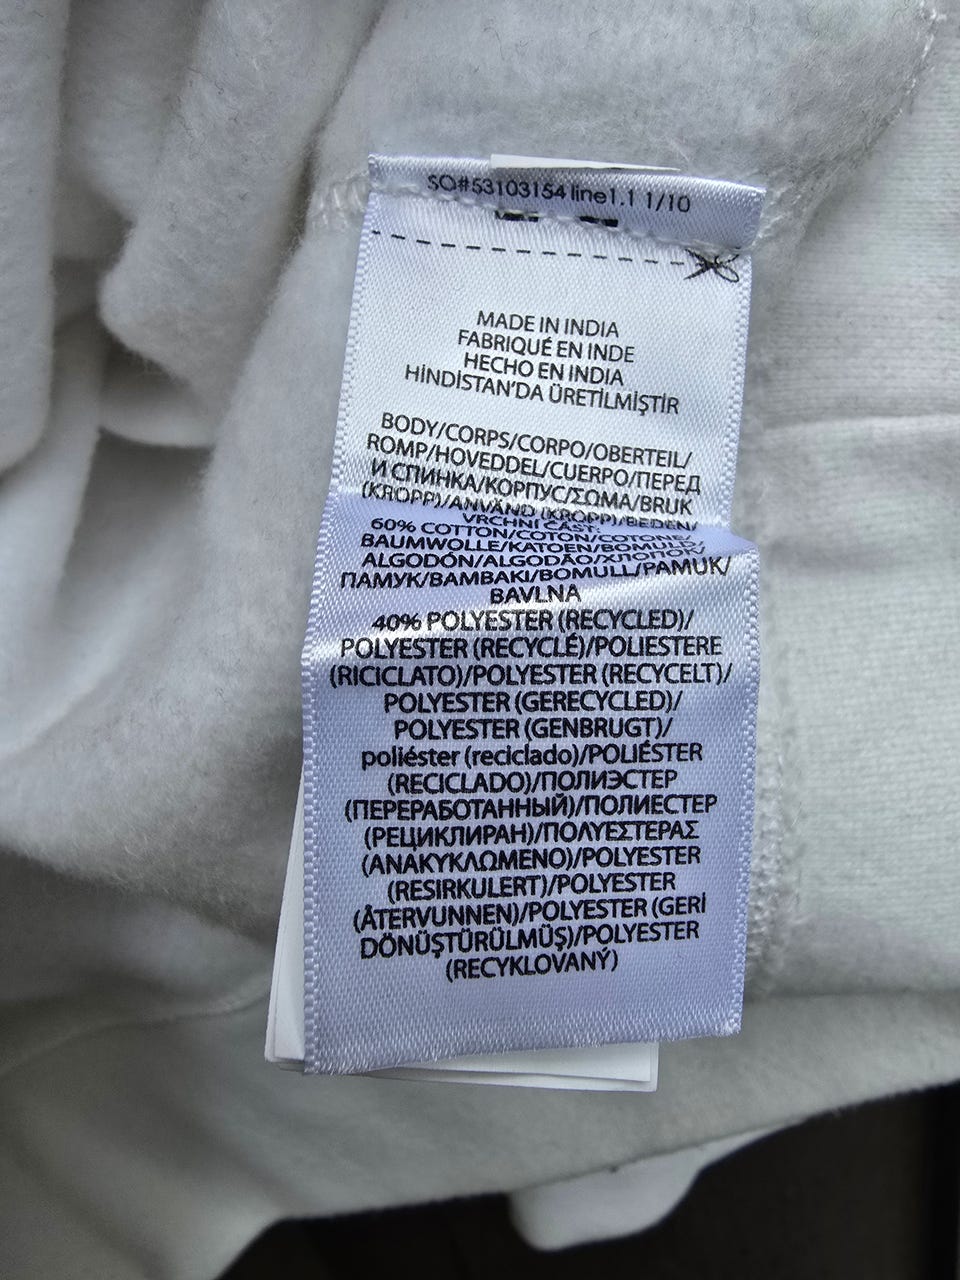 SO#53103154 line1.1 1/10
MADE IN INDIA
FABRIQUÉ EN INDE
HECHO EN INDIA
HİNDİSTAN'DA ÜRETİLMİŞTİR
BODY/CORPS/CORPO/OBERTEIL/
ROMP/HOVEDDEL/CUERPO/ПЕРЕД
И СПИНКА/КОРПУС/ΣΩΜΑ/BRUK
(KROPP)/ANVÄND (KROPP)/BEDEN/
VRCHNÍ ČÁST:
60% COTTON/COTON/COTONE/
BAUMWOLLE/KATOEN/BOMULD/
ALGODÓN/ALGODÃO/ХЛОПОК/
ПАМУК/ΒΑΜΒΑΚΙ/BOMULL/PAMUK/
BAVLNA
40% POLYESTER (RECYCLED)/
POLYESTER (RECYCLÉ)/POLIESTERE
(RICICLATO)/POLYESTER (RECYCELT)/
POLYESTER (GERECYCLED)/
POLYESTER (GENBRUGT)/
poliéster (reciclado)/POLIÉSTER
(RECICLADO)/ПОЛИЭСТЕР
(ПЕРЕРАБОТАННЫЙ)/ПОЛИЕСТЕР
(РЕЦИКЛИРАН)/ΠΟΛΥΕΣΤΕΡΑΣ
(ΑΝΑΚΥΚΛΩΜΕΝΟ)/POLYESTER
(RESIRKULERT)/POLYESTER
(ÅTERVUNNEN)/POLYESTER (GERİ
DÖNÜŞTÜRÜLMÜŞ)/POLYESTER
(RECYKLOVANÝ)